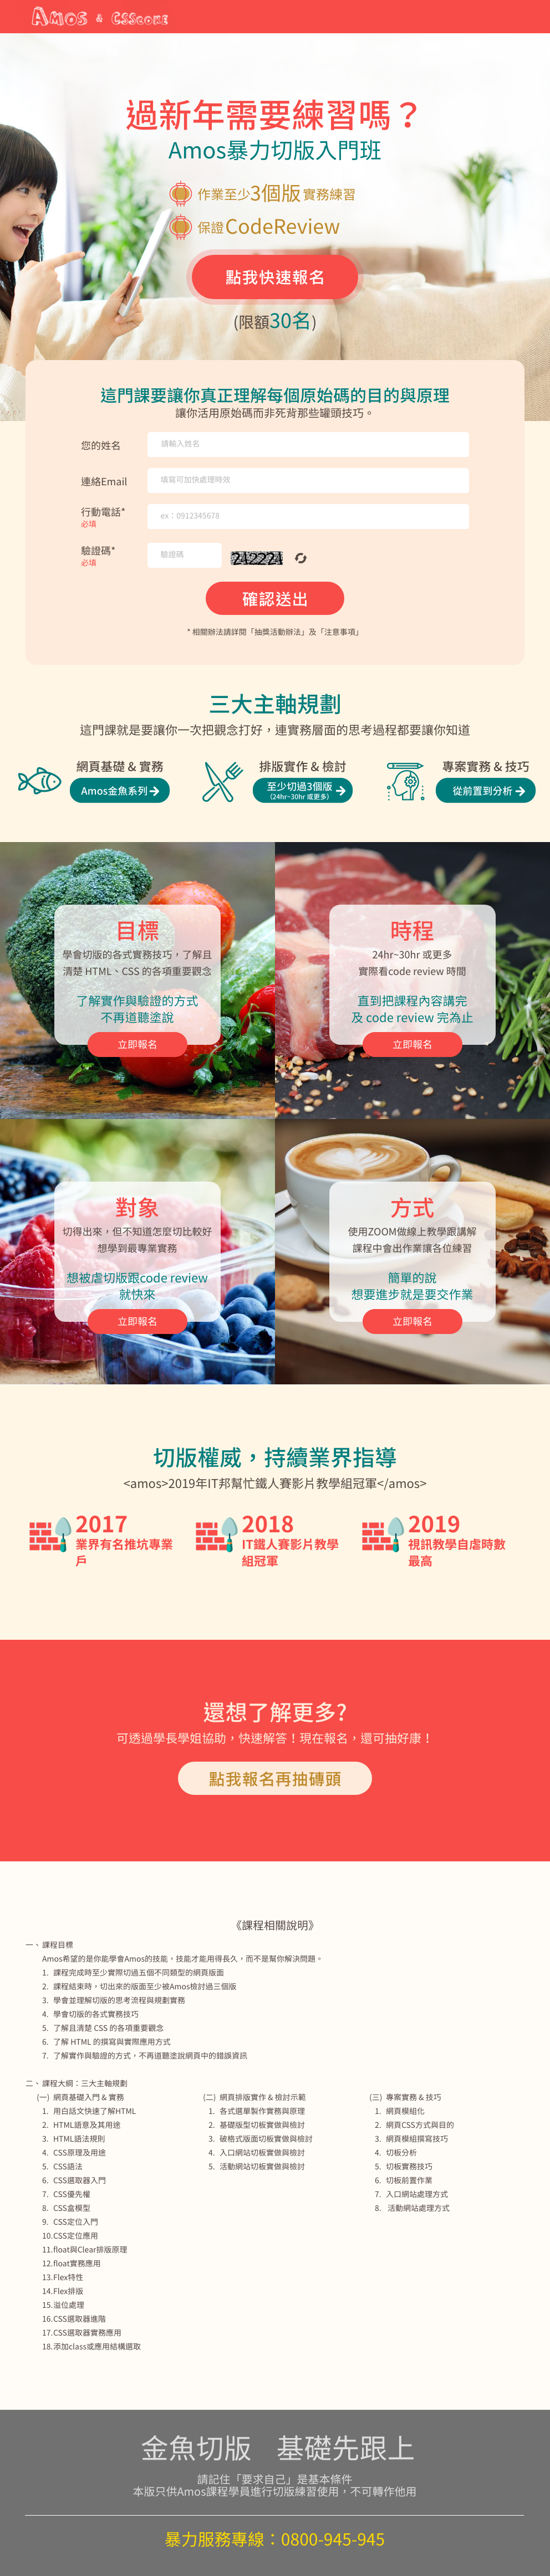 Amos & CSScoke
過新年需要練習嗎？
Amos暴力切版入門班
作業至少3個版 實務練習
保證CodeReview
點我快速報名
(限額30名)
這門課要讓你真正理解每個原始碼的目的與原理
讓你活用原始碼而非死背那些罐頭技巧。
您的姓名
請輸入姓名
連絡Email
填寫可加快處理時效
行動電話*
必填
ex：0912345678
驗證碼*
必填
驗證碼
242224
確認送出
* 相關辦法請詳閱「抽獎活動辦法」及「注意事項」
三大主軸規劃
這門課就是要讓你一次把觀念打好，連實務層面的思考過程都要讓你知道
網頁基礎 & 實務
Amos金魚系列
排版實作 & 檢討
至少切過3個版
(24hr~30hr 或更多)
專案實務 & 技巧
從前置到分析
目標
學會切版的各式實務技巧，了解且
清楚 HTML、CSS 的各項重要觀念
了解實作與驗證的方式
不再道聽塗說
立即報名
時程
24hr~30hr 或更多
實際看code review 時間
直到把課程內容講完
及 code review 完為止
立即報名
對象
切得出來，但不知道怎麼切比較好
想學到最專業實務
想被虐切版跟code review
就快來
立即報名
方式
使用ZOOM做線上教學跟講解
課程中會出作業讓各位練習
簡單的說
想要進步就是要交作業
立即報名
切版權威，持續業界指導
<amos>2019年IT邦幫忙鐵人賽影片教學組冠軍</amos>
2017
業界有名推坑專業
戶
2018
IT鐵人賽影片教學
組冠軍
2019
視訊教學自虐時數
最高
還想了解更多?
可透過學長學姐協助，快速解答！現在報名，還可抽好康！
點我報名再抽磚頭
《課程相關說明》
一、課程目標
Amos希望的是你能學會Amos的技能，技能才能用得長久，而不是幫你解決問題。
1. 課程完成時至少實際切過五個不同類型的網頁版面
2. 課程結束時，切出來的版面至少被Amos檢討過三個版
3. 學會並理解切版的思考流程與規劃實務
4. 學會切版的各式實務技巧
5. 了解且清楚 CSS 的各項重要觀念
6. 了解 HTML 的撰寫與實際應用方式
7. 了解實作與驗證的方式，不再道聽塗說網頁中的錯誤資訊
二、課程大綱：三大主軸規劃
(一) 網頁基礎入門 & 實務
1. 用白話文快速了解HTML
2. HTML語意及其用途
3. HTML語法規則
4. CSS原理及用途
5. CSS語法
6. CSS選取器入門
7. CSS優先權
8. CSS盒模型
9. CSS定位入門
10.CSS定位應用
11.float與Clear排版原理
12.float實務應用
13.Flex特性
14.Flex排版
15.溢位處理
16.CSS選取器進階
17.CSS選取器實務應用
18.添加class或應用結構選取
(二) 網頁排版實作 & 檢討示範
1. 各式選單製作實務與原理
2. 基礎版型切板實做與檢討
3. 破格式版面切板實做與檢討
4. 入口網站切板實做與檢討
5. 活動網站切板實做與檢討
(三) 專案實務 & 技巧
1. 網頁模組化
2. 網頁CSS方式與目的
3. 網頁模組撰寫技巧
4. 切板分析
5. 切板實務技巧
6. 切板前置作業
7. 入口網站處理方式
8. 活動網站處理方式
金魚切版 基礎先跟上
請記住「要求自己」是基本條件
本版只供Amos課程學員進行切版練習使用，不可轉作他用
暴力服務專線：0800-945-945